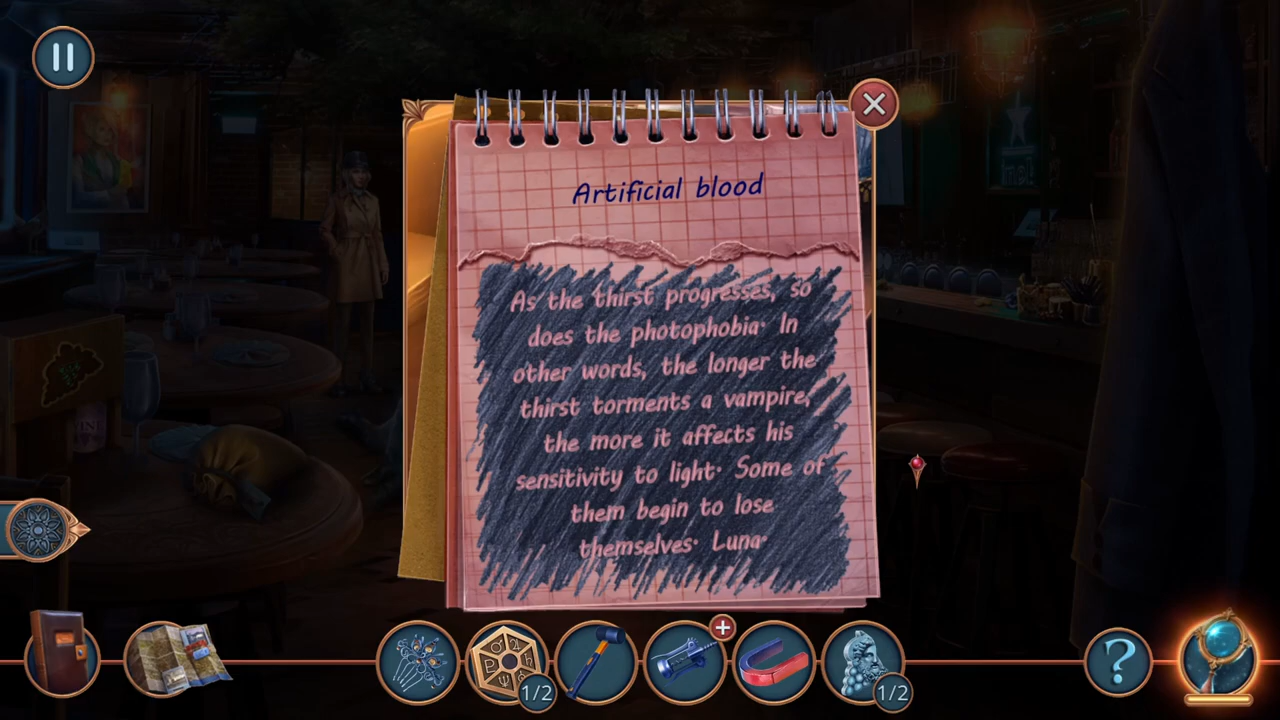 Artificial blood
As the thirst progresses, so
does the photophobia. In
other words, the longer the
thirst torments a vampire,
the more it affects his
sensitivity to light. Some of
them begin to lose
themselves. Luna.
1/2
1/2
?